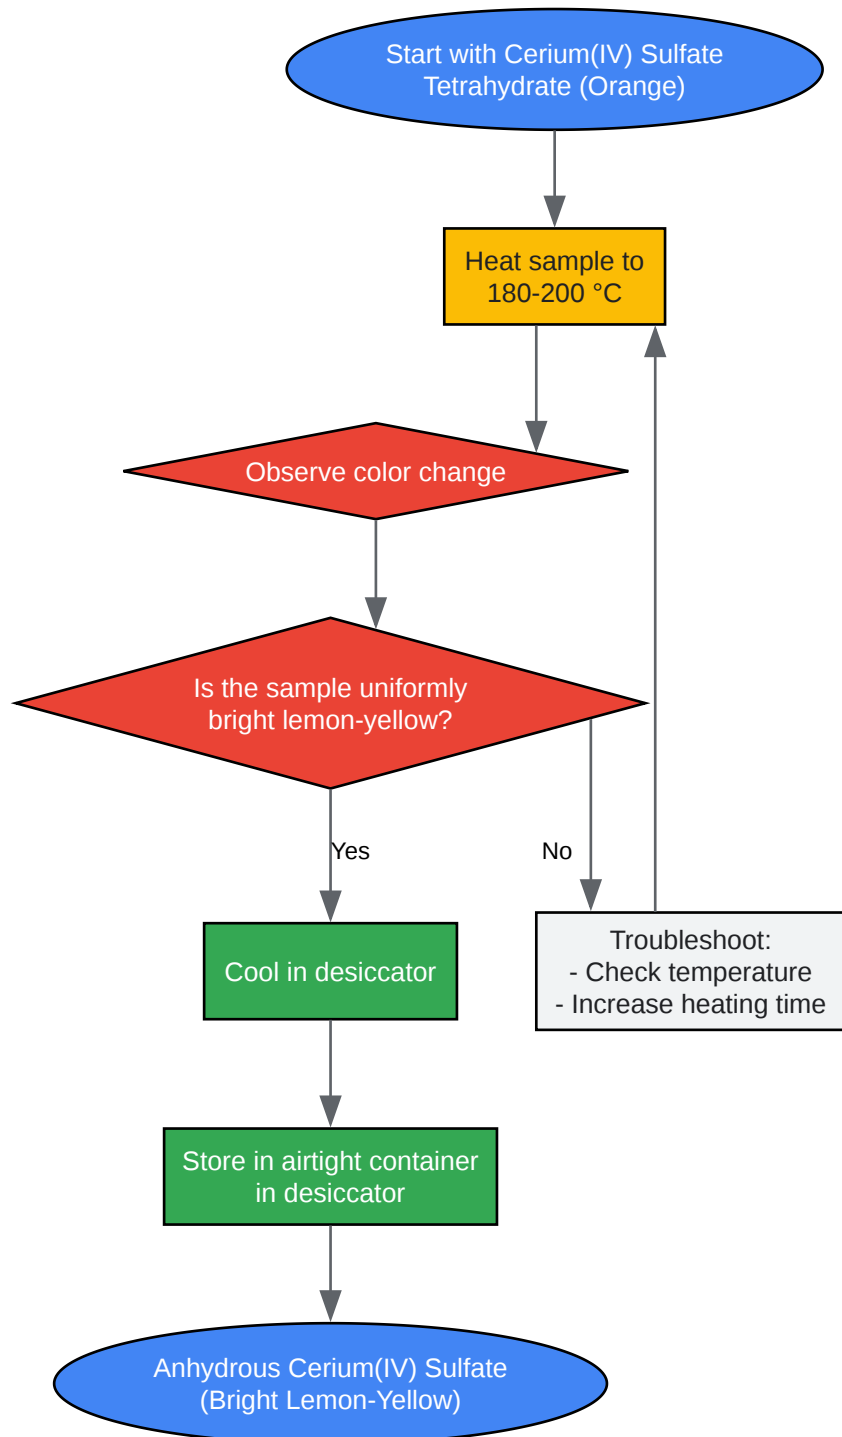 Start with Cerium(IV) Sulfate
Tetrahydrate (Orange)
Heat sample to
180-200 °C
Observe color change
Is the sample uniformly
bright lemon-yellow?
Yes
No
Cool in desiccator
Troubleshoot:
- Check temperature
- Increase heating time
Store in airtight container
in desiccator
Anhydrous Cerium(IV) Sulfate
(Bright Lemon-Yellow)